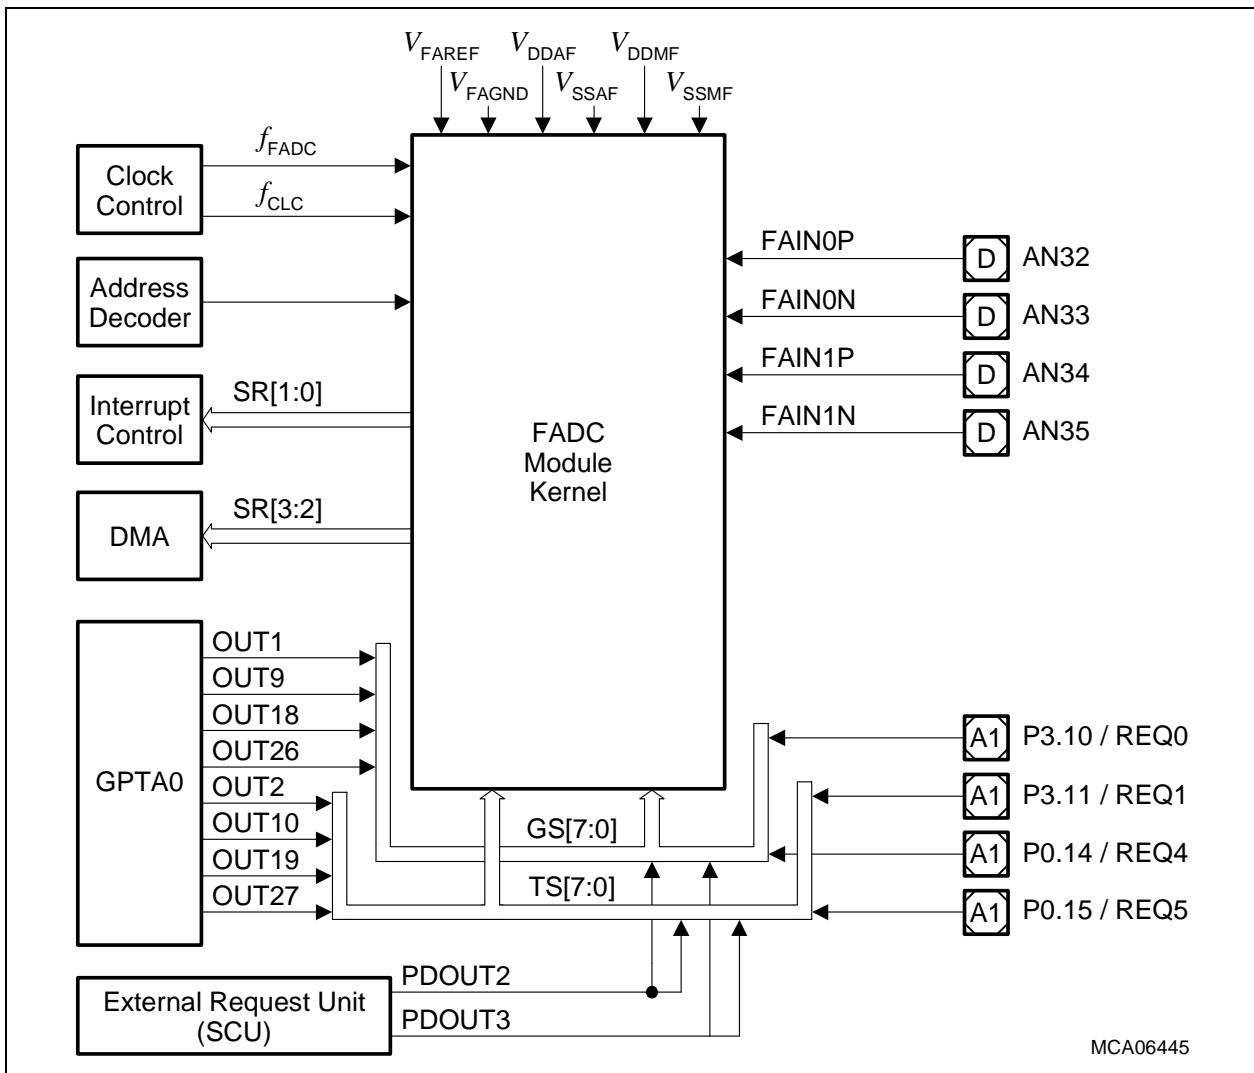 VFAREF VDDAF VDDMF
VFAGND VSSAF VSSMF
Clock
Control
fFADC
fCLC
Address
Decoder
Interrupt
Control
SR[1:0]
DMA
SR[3:2]
FADC
Module
Kernel
FAIN0P D AN32
FAIN0N D AN33
FAIN1P D AN34
FAIN1N D AN35
GPTA0
OUT1
OUT9
OUT18
OUT26
OUT2
OUT10
OUT19
OUT27
GS[7:0]
TS[7:0]
A1 P3.10 / REQ0
A1 P3.11 / REQ1
A1 P0.14 / REQ4
A1 P0.15 / REQ5
External Request Unit
(SCU)
PDOUT2
PDOUT3
MCA06445